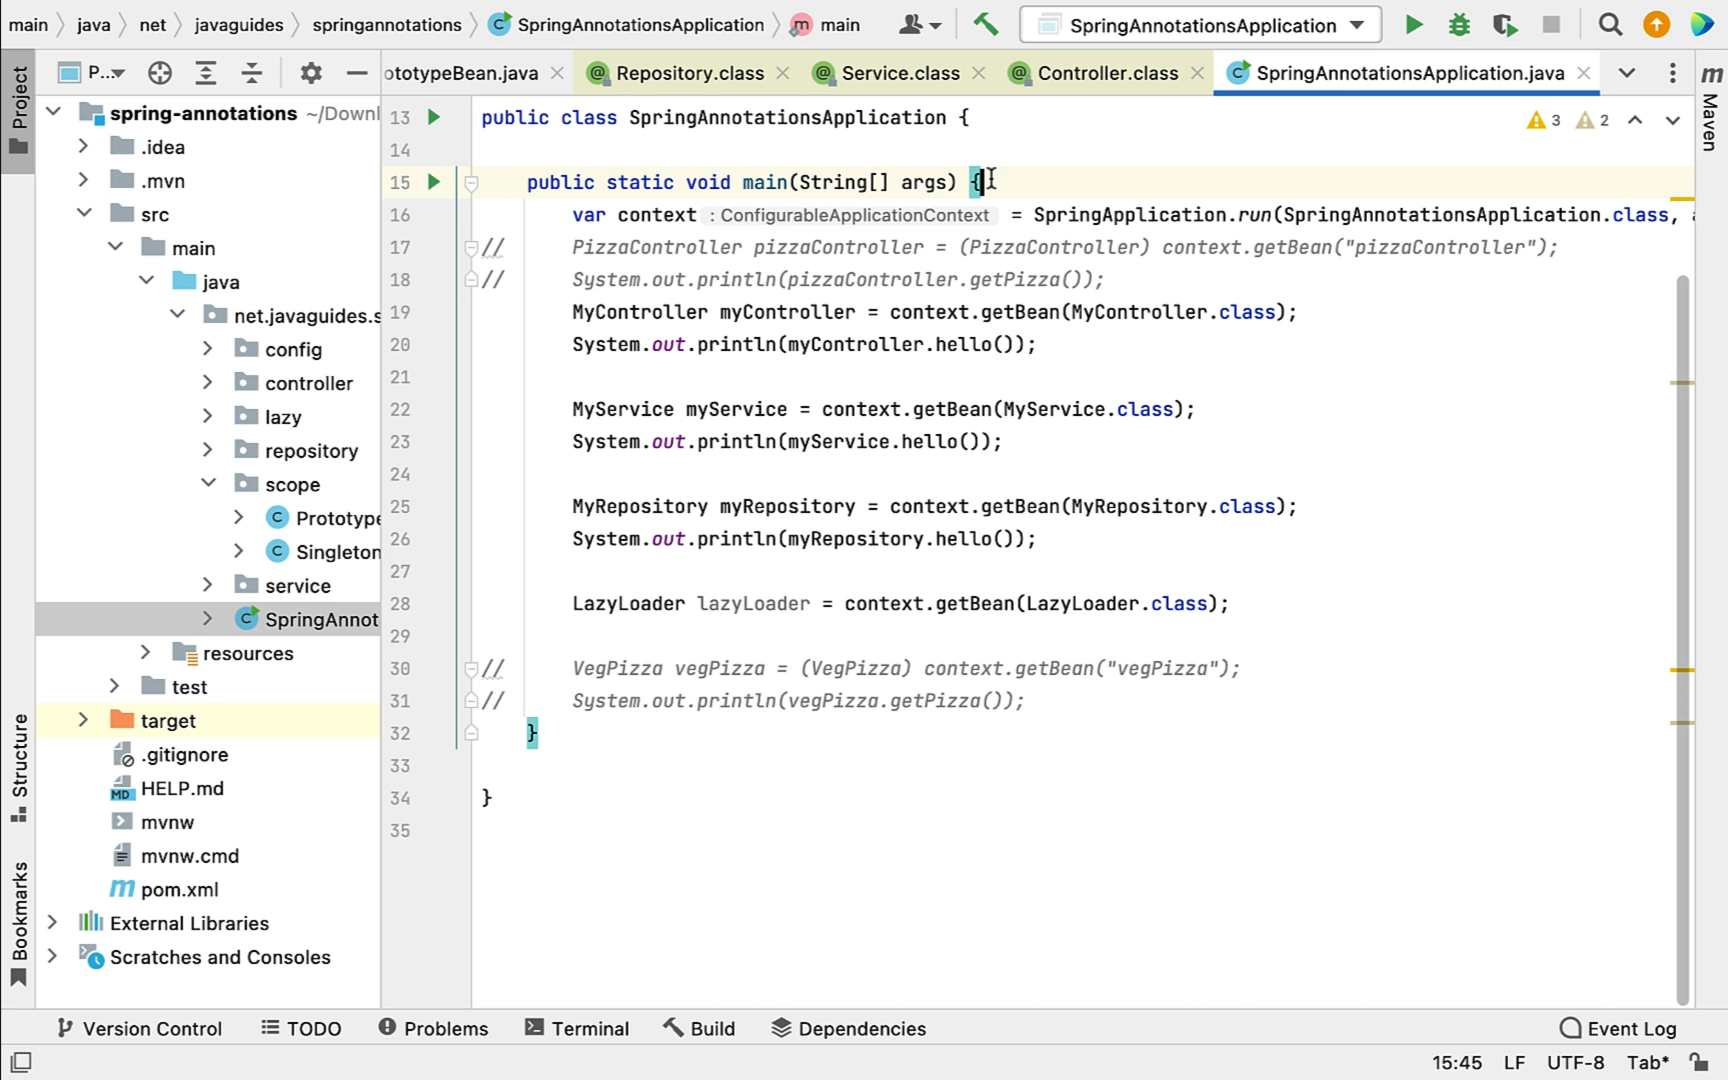 main java net javaguides springannotations SpringAnnotationsApplication m main SpringAnnotationsApplication
Project P... ototypeBean.java Repository.class Service.class Controller.class SpringAnnotationsApplication.java m Maven
spring-annotations ~/Downl
.idea
.mvn
src
main
java
net.javaguides.s
config
controller
lazy
repository
scope
C Prototype
C Singleton
service
C SpringAnnot
resources
test
target
.gitignore
MD HELP.md
mvnw
mvnw.cmd
m pom.xml
External Libraries
Scratches and Consoles
Structure
Bookmarks
3 2
13 public class SpringAnnotationsApplication {
14
15 public static void main(String[] args) {
16 var context : ConfigurableApplicationContext = SpringApplication.run(SpringAnnotationsApplication.class, a
17 // PizzaController pizzaController = (PizzaController) context.getBean("pizzaController");
18 // System.out.println(pizzaController.getPizza());
19 MyController myController = context.getBean(MyController.class);
20 System.out.println(myController.hello());
21
22 MyService myService = context.getBean(MyService.class);
23 System.out.println(myService.hello());
24
25 MyRepository myRepository = context.getBean(MyRepository.class);
26 System.out.println(myRepository.hello());
27
28 LazyLoader lazyLoader = context.getBean(LazyLoader.class);
29
30 // VegPizza vegPizza = (VegPizza) context.getBean("vegPizza");
31 // System.out.println(vegPizza.getPizza());
32 }
33
34 }
35
Version Control TODO Problems Terminal Build Dependencies Event Log
15:45 LF UTF-8 Tab*